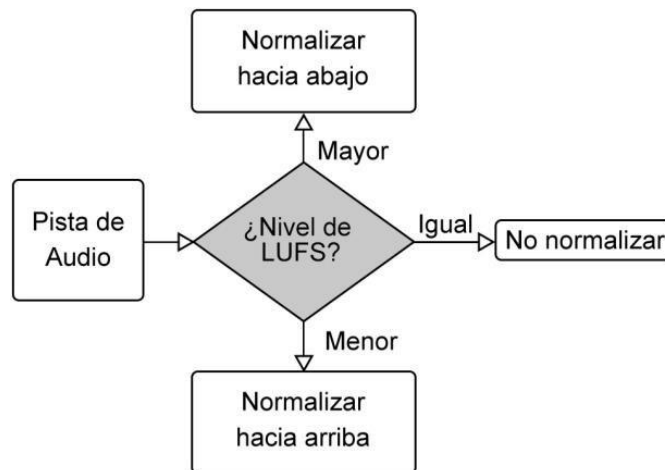 Normalizar
hacia abajo
Mayor
Pista de
Audio
¿Nivel de
LUFS?
Igual
No normalizar
Menor
Normalizar
hacia arriba